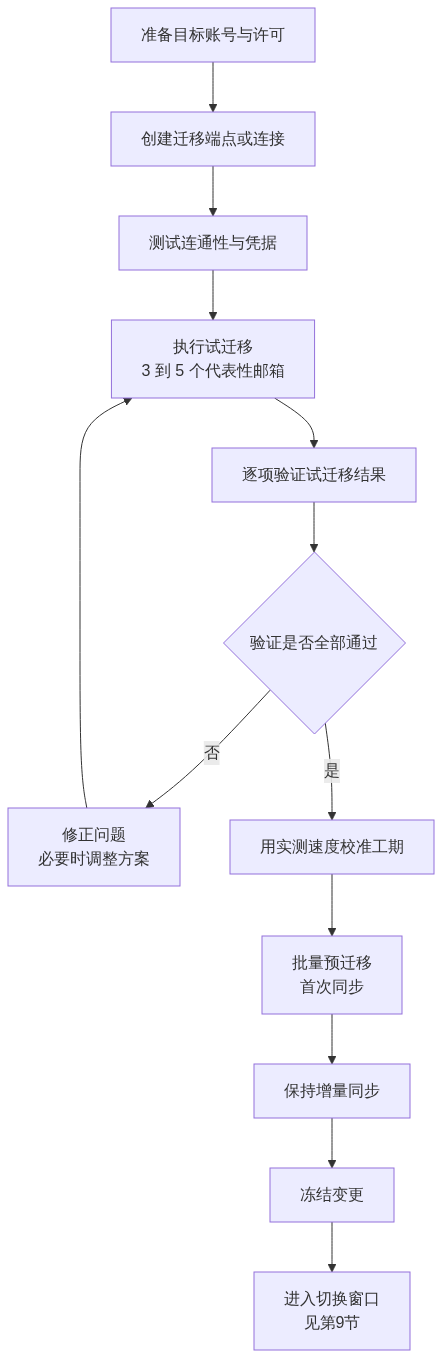 准备目标账号与许可
创建迁移端点或连接
测试连通性与凭据
执行试迁移
3 到 5 个代表性邮箱
逐项验证试迁移结果
验证是否全部通过
否
是
修正问题
必要时调整方案
用实测速度校准工期
批量预迁移
首次同步
保持增量同步
冻结变更
进入切换窗口
见第9节